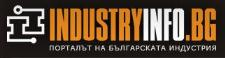 INDUSTRYINFO.BG
ПОРТАЛЪТ НА БЪЛГАРСКАТА ИНДУСТРИЯ